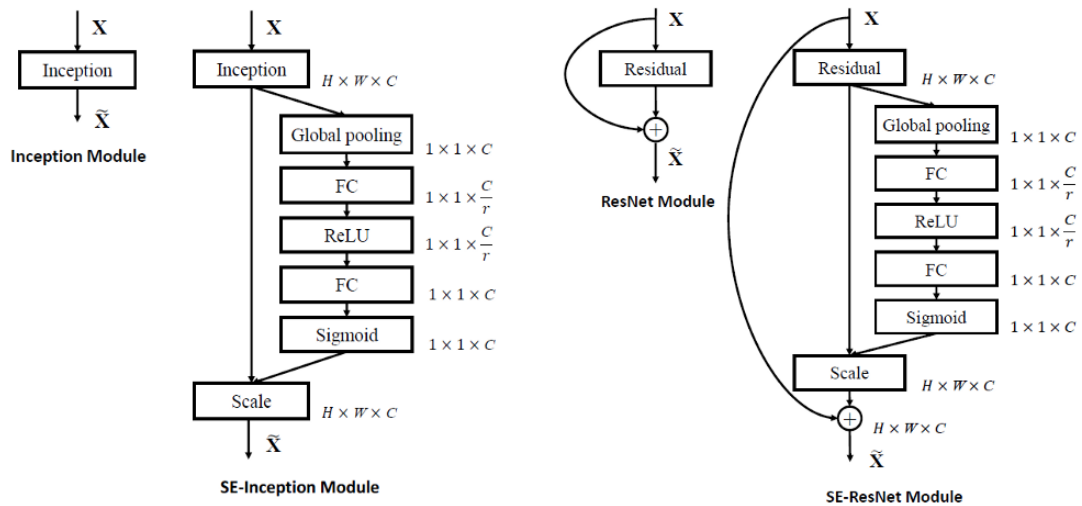 X
Inception
X̃
Inception Module
X
Inception
H × W × C
Global pooling
1 × 1 × C
FC
1 × 1 × C/r
ReLU
1 × 1 × C/r
FC
1 × 1 × C
Sigmoid
1 × 1 × C
Scale
H × W × C
X̃
SE-Inception Module
X
Residual
+
X̃
ResNet Module
X
Residual
H × W × C
Global pooling
1 × 1 × C
FC
1 × 1 × C/r
ReLU
1 × 1 × C/r
FC
1 × 1 × C
Sigmoid
1 × 1 × C
Scale
H × W × C
+
H × W × C
X̃
SE-ResNet Module